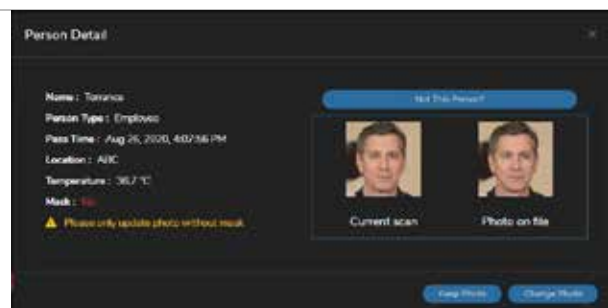 Person Detail
Name : Torrance
Person Type : Employee
Pass Time : Aug 26, 2020, 4:07:56 PM
Location : ABC
Temperature : 36.7 °C
Mask :
Please only update photo without mask
Not This Person?
Current scan
Photo on file
Keep Photo
Change Photo